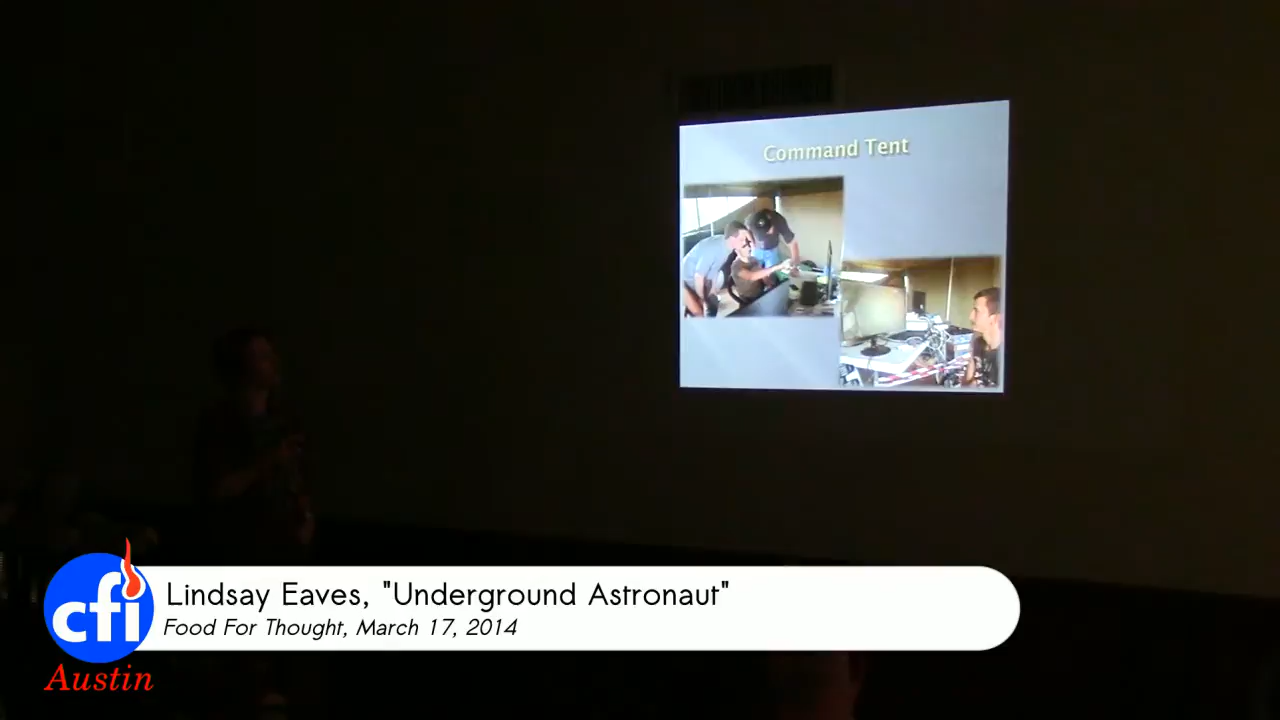 Command Tent
Lindsay Eaves, "Underground Astronaut"
Food For Thought, March 17, 2014
cfi
Austin